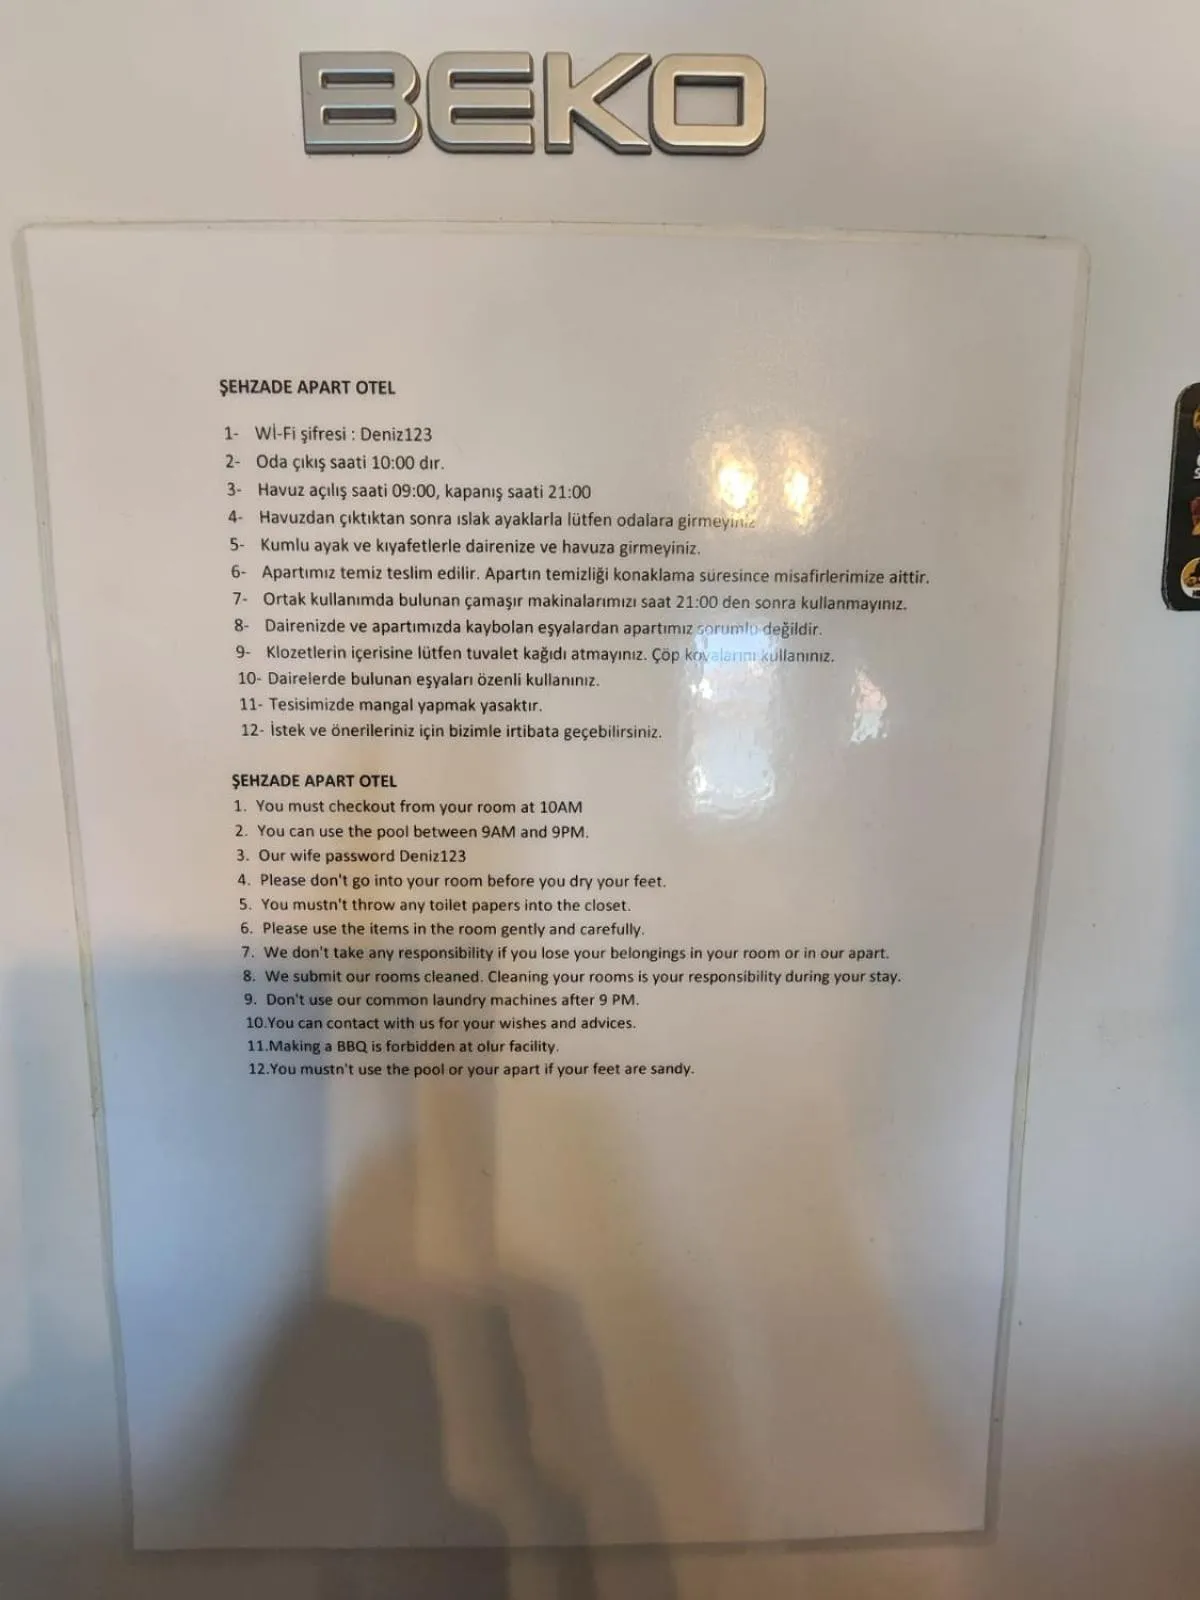 BEKO
ŞEHZADE APART OTEL
1- Wİ-Fi şifresi : Deniz123
2- Oda çıkış saati 10:00 dır.
3- Havuz açılış saati 09:00, kapanış saati 21:00
4- Havuzdan çıktıktan sonra ıslak ayaklarla lütfen odalara girmeyiniz
5- Kumlu ayak ve kıyafetlerle dairenize ve havuza girmeyiniz.
6- Apartımız temiz teslim edilir. Apartın temizliği konaklama süresince misafirlerimize aittir.
7- Ortak kullanımda bulunan çamaşır makinalarımızı saat 21:00 den sonra kullanmayınız.
8- Dairenizde ve apartımızda kaybolan eşyalardan apartımız sorumlu değildir.
9- Klozetlerin içerisine lütfen tuvalet kağıdı atmayınız. Çöp kovalarını kullanınız.
10- Dairelerde bulunan eşyaları özenli kullanınız.
11- Tesisimizde mangal yapmak yasaktır.
12- İstek ve önerileriniz için bizimle irtibata geçebilirsiniz.
ŞEHZADE APART OTEL
1. You must checkout from your room at 10AM
2. You can use the pool between 9AM and 9PM.
3. Our wife password Deniz123
4. Please don't go into your room before you dry your feet.
5. You mustn't throw any toilet papers into the closet.
6. Please use the items in the room gently and carefully.
7. We don't take any responsibility if you lose your belongings in your room or in our apart.
8. We submit our rooms cleaned. Cleaning your rooms is your responsibility during your stay.
9. Don't use our common laundry machines after 9 PM.
10.You can contact with us for your wishes and advices.
11.Making a BBQ is forbidden at olur facility.
12.You mustn't use the pool or your apart if your feet are sandy.